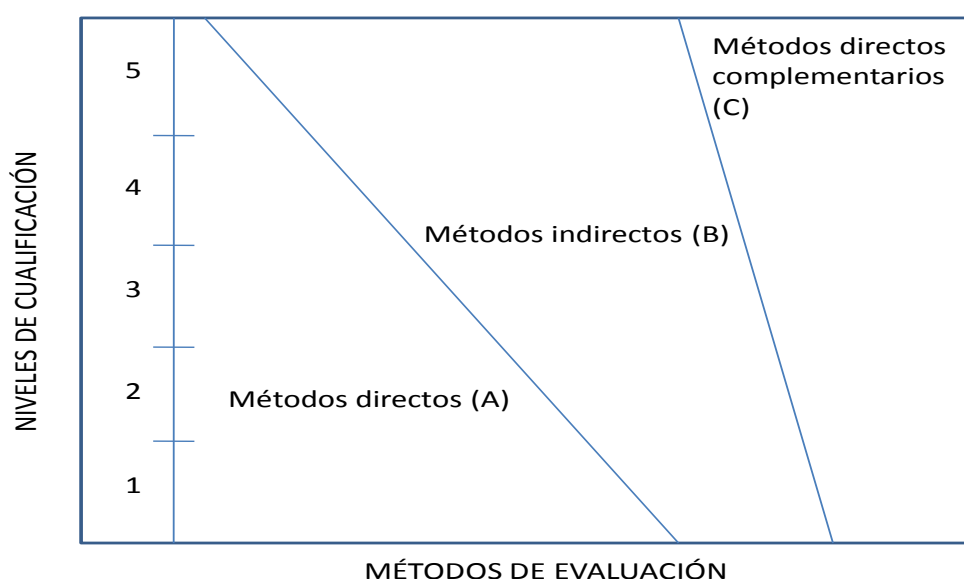 Métodos directos
complementarios
(C)
5
4
Métodos indirectos (B)
3
2
Métodos directos (A)
1
NIVELES DE CUALIFICACIÓN
MÉTODOS DE EVALUACIÓN